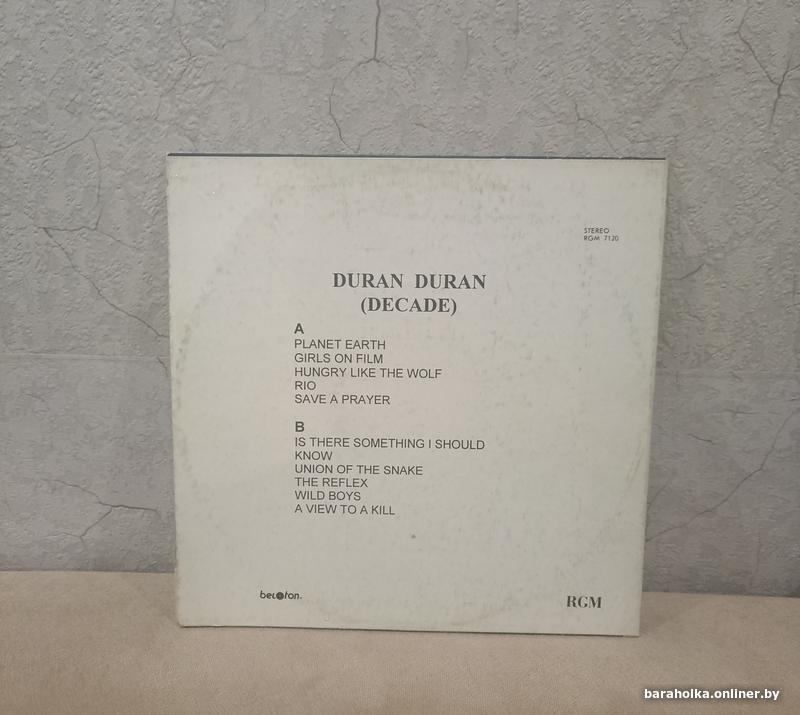 STEREO
RGM 7120
DURAN DURAN
(DECADE)
A
PLANET EARTH
GIRLS ON FILM
HUNGRY LIKE THE WOLF
RIO
SAVE A PRAYER
B
IS THERE SOMETHING I SHOULD
KNOW
UNION OF THE SNAKE
THE REFLEX
WILD BOYS
A VIEW TO A KILL
beloton.
RGM
baraholka.onliner.by